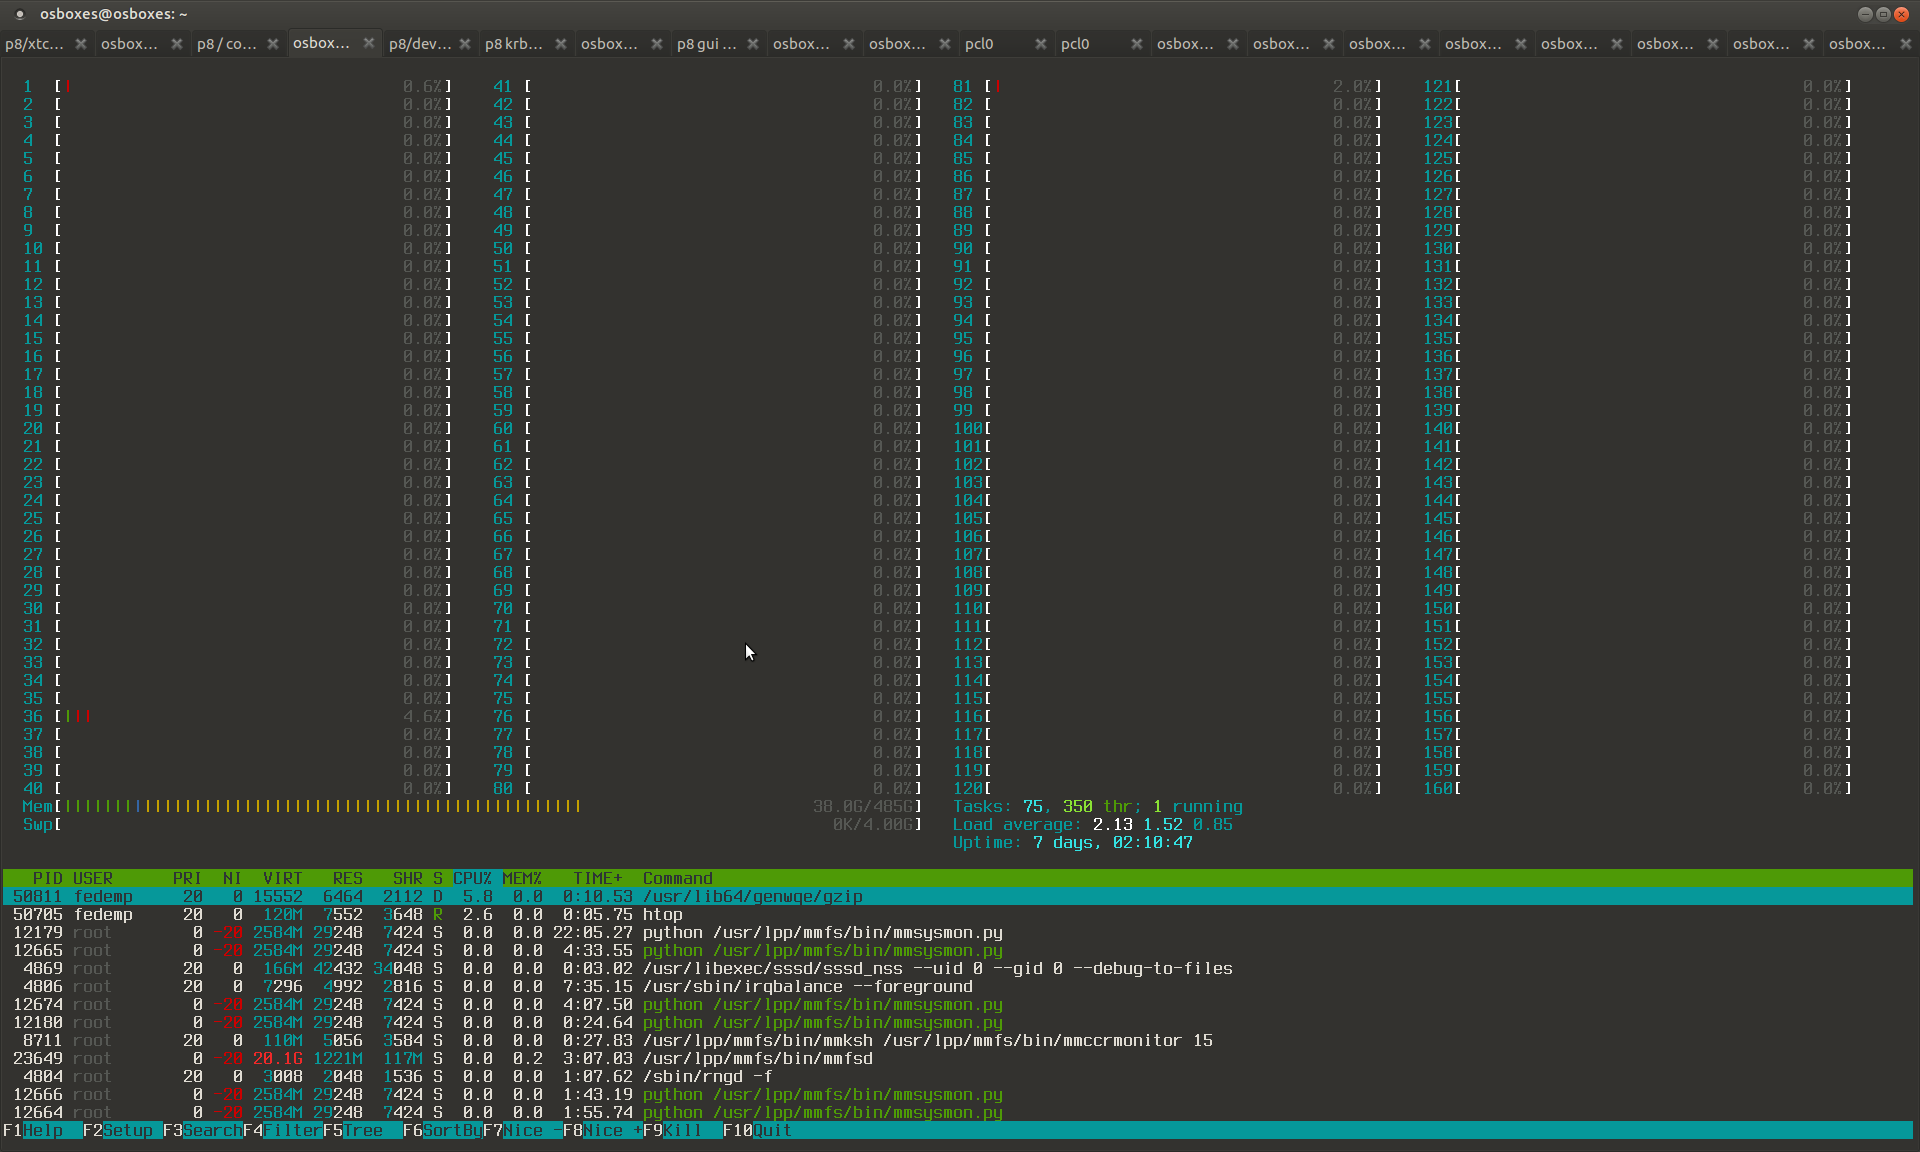 osboxes@osboxes: ~
p8/xtc... osbox... p8 / co... osbox... p8/dev... p8 krb... osbox... p8 gui ... osbox... osbox... pcl0 pcl0 osbox... osbox... osbox... osbox... osbox... osbox... osbox... osbox...
1 [| 0.6%] 41 [ 0.0%] 81 [| 2.0%] 121[ 0.0%]
2 [ 0.0%] 42 [ 0.0%] 82 [ 0.0%] 122[ 0.0%]
3 [ 0.0%] 43 [ 0.0%] 83 [ 0.0%] 123[ 0.0%]
4 [ 0.0%] 44 [ 0.0%] 84 [ 0.0%] 124[ 0.0%]
5 [ 0.0%] 45 [ 0.0%] 85 [ 0.0%] 125[ 0.0%]
6 [ 0.0%] 46 [ 0.0%] 86 [ 0.0%] 126[ 0.0%]
7 [ 0.0%] 47 [ 0.0%] 87 [ 0.0%] 127[ 0.0%]
8 [ 0.0%] 48 [ 0.0%] 88 [ 0.0%] 128[ 0.0%]
9 [ 0.0%] 49 [ 0.0%] 89 [ 0.0%] 129[ 0.0%]
10 [ 0.0%] 50 [ 0.0%] 90 [ 0.0%] 130[ 0.0%]
11 [ 0.0%] 51 [ 0.0%] 91 [ 0.0%] 131[ 0.0%]
12 [ 0.0%] 52 [ 0.0%] 92 [ 0.0%] 132[ 0.0%]
13 [ 0.0%] 53 [ 0.0%] 93 [ 0.0%] 133[ 0.0%]
14 [ 0.0%] 54 [ 0.0%] 94 [ 0.0%] 134[ 0.0%]
15 [ 0.0%] 55 [ 0.0%] 95 [ 0.0%] 135[ 0.0%]
16 [ 0.0%] 56 [ 0.0%] 96 [ 0.0%] 136[ 0.0%]
17 [ 0.0%] 57 [ 0.0%] 97 [ 0.0%] 137[ 0.0%]
18 [ 0.0%] 58 [ 0.0%] 98 [ 0.0%] 138[ 0.0%]
19 [ 0.0%] 59 [ 0.0%] 99 [ 0.0%] 139[ 0.0%]
20 [ 0.0%] 60 [ 0.0%] 100[ 0.0%] 140[ 0.0%]
21 [ 0.0%] 61 [ 0.0%] 101[ 0.0%] 141[ 0.0%]
22 [ 0.0%] 62 [ 0.0%] 102[ 0.0%] 142[ 0.0%]
23 [ 0.0%] 63 [ 0.0%] 103[ 0.0%] 143[ 0.0%]
24 [ 0.0%] 64 [ 0.0%] 104[ 0.0%] 144[ 0.0%]
25 [ 0.0%] 65 [ 0.0%] 105[ 0.0%] 145[ 0.0%]
26 [ 0.0%] 66 [ 0.0%] 106[ 0.0%] 146[ 0.0%]
27 [ 0.0%] 67 [ 0.0%] 107[ 0.0%] 147[ 0.0%]
28 [ 0.0%] 68 [ 0.0%] 108[ 0.0%] 148[ 0.0%]
29 [ 0.0%] 69 [ 0.0%] 109[ 0.0%] 149[ 0.0%]
30 [ 0.0%] 70 [ 0.0%] 110[ 0.0%] 150[ 0.0%]
31 [ 0.0%] 71 [ 0.0%] 111[ 0.0%] 151[ 0.0%]
32 [ 0.0%] 72 [ 0.0%] 112[ 0.0%] 152[ 0.0%]
33 [ 0.0%] 73 [ 0.0%] 113[ 0.0%] 153[ 0.0%]
34 [ 0.0%] 74 [ 0.0%] 114[ 0.0%] 154[ 0.0%]
35 [ 0.0%] 75 [ 0.0%] 115[ 0.0%] 155[ 0.0%]
36 [||| 4.6%] 76 [ 0.0%] 116[ 0.0%] 156[ 0.0%]
37 [ 0.0%] 77 [ 0.0%] 117[ 0.0%] 157[ 0.0%]
38 [ 0.0%] 78 [ 0.0%] 118[ 0.0%] 158[ 0.0%]
39 [ 0.0%] 79 [ 0.0%] 119[ 0.0%] 159[ 0.0%]
40 [ 0.0%] 80 [ 0.0%] 120[ 0.0%] 160[ 0.0%]
Mem[||||||||||||||||||||||||||||||||||||||||||||||||||||| 38.0G/485G] Tasks: 75, 350 thr; 1 running
Swp[ 0K/4.00G] Load average: 2.13 1.52 0.85
Uptime: 7 days, 02:10:47
PID USER PRI NI VIRT RES SHR S CPU% MEM% TIME+ Command
50811 fedemp 20 0 15552 6464 2112 D 5.8 0.0 0:10.53 /usr/lib64/genwqe/gzip
50705 fedemp 20 0 120M 7552 3648 R 2.6 0.0 0:05.75 htop
12179 root 0 -20 2584M 29248 7424 S 0.0 0.0 22:05.27 python /usr/lpp/mmfs/bin/mmsysmon.py
12665 root 0 -20 2584M 29248 7424 S 0.0 0.0 4:33.55 python /usr/lpp/mmfs/bin/mmsysmon.py
4869 root 20 0 166M 42432 34048 S 0.0 0.0 0:03.02 /usr/libexec/sssd/sssd_nss --uid 0 --gid 0 --debug-to-files
4806 root 20 0 7296 4992 2816 S 0.0 0.0 7:35.15 /usr/sbin/irqbalance --foreground
12674 root 0 -20 2584M 29248 7424 S 0.0 0.0 4:07.50 python /usr/lpp/mmfs/bin/mmsysmon.py
12180 root 0 -20 2584M 29248 7424 S 0.0 0.0 0:24.64 python /usr/lpp/mmfs/bin/mmsysmon.py
8711 root 20 0 110M 5056 3584 S 0.0 0.0 0:27.83 /usr/lpp/mmfs/bin/mmksh /usr/lpp/mmfs/bin/mmccrmonitor 15
23649 root 0 -20 20.1G 1221M 117M S 0.0 0.2 3:07.03 /usr/lpp/mmfs/bin/mmfsd
4804 root 20 0 3008 2048 1536 S 0.0 0.0 1:07.62 /sbin/rngd -f
12666 root 0 -20 2584M 29248 7424 S 0.0 0.0 1:43.19 python /usr/lpp/mmfs/bin/mmsysmon.py
12664 root 0 -20 2584M 29248 7424 S 0.0 0.0 1:55.74 python /usr/lpp/mmfs/bin/mmsysmon.py
F1Help F2Setup F3SearchF4FilterF5Tree F6SortByF7Nice -F8Nice +F9Kill F10Quit